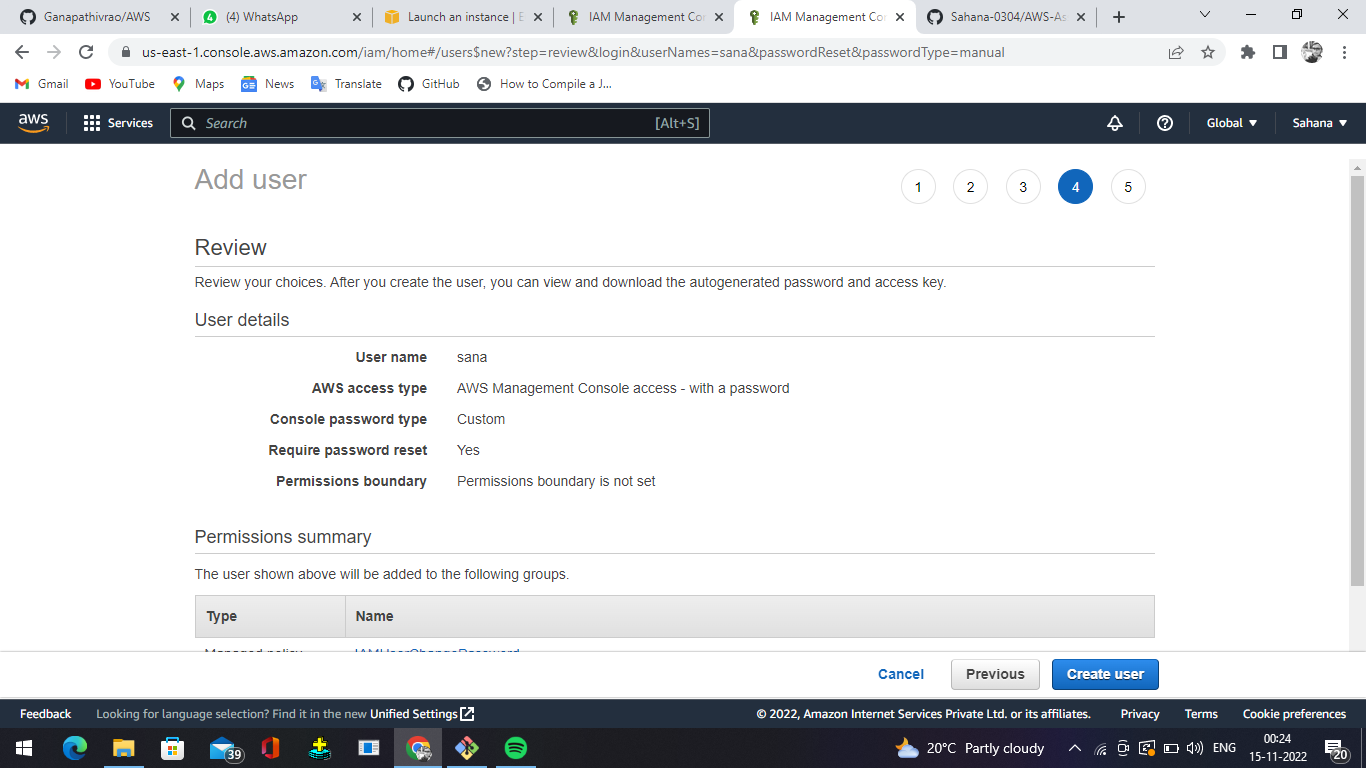 Ganapathivrao/AWS
(4) WhatsApp
Launch an instance | E
IAM Management Co
IAM Management Co
Sahana-0304/AWS-As
us-east-1.console.aws.amazon.com/iam/home#/users$new?step=review&login&userNames=sana&passwordReset&passwordType=manual
Gmail YouTube Maps News Translate GitHub How to Compile a J...
aws Services Search [Alt+S] Global Sahana
Add user 1 2 3 4 5
Review
Review your choices. After you create the user, you can view and download the autogenerated password and access key.
User details
User name sana
AWS access type AWS Management Console access - with a password
Console password type Custom
Require password reset Yes
Permissions boundary Permissions boundary is not set
Permissions summary
The user shown above will be added to the following groups.
Type Name
Managed policy IAMUserChangePassword
Cancel Previous Create user
Feedback Looking for language selection? Find it in the new Unified Settings © 2022, Amazon Internet Services Private Ltd. or its affiliates. Privacy Terms Cookie preferences
39 20°C Partly cloudy ENG 00:24
15-11-2022 20